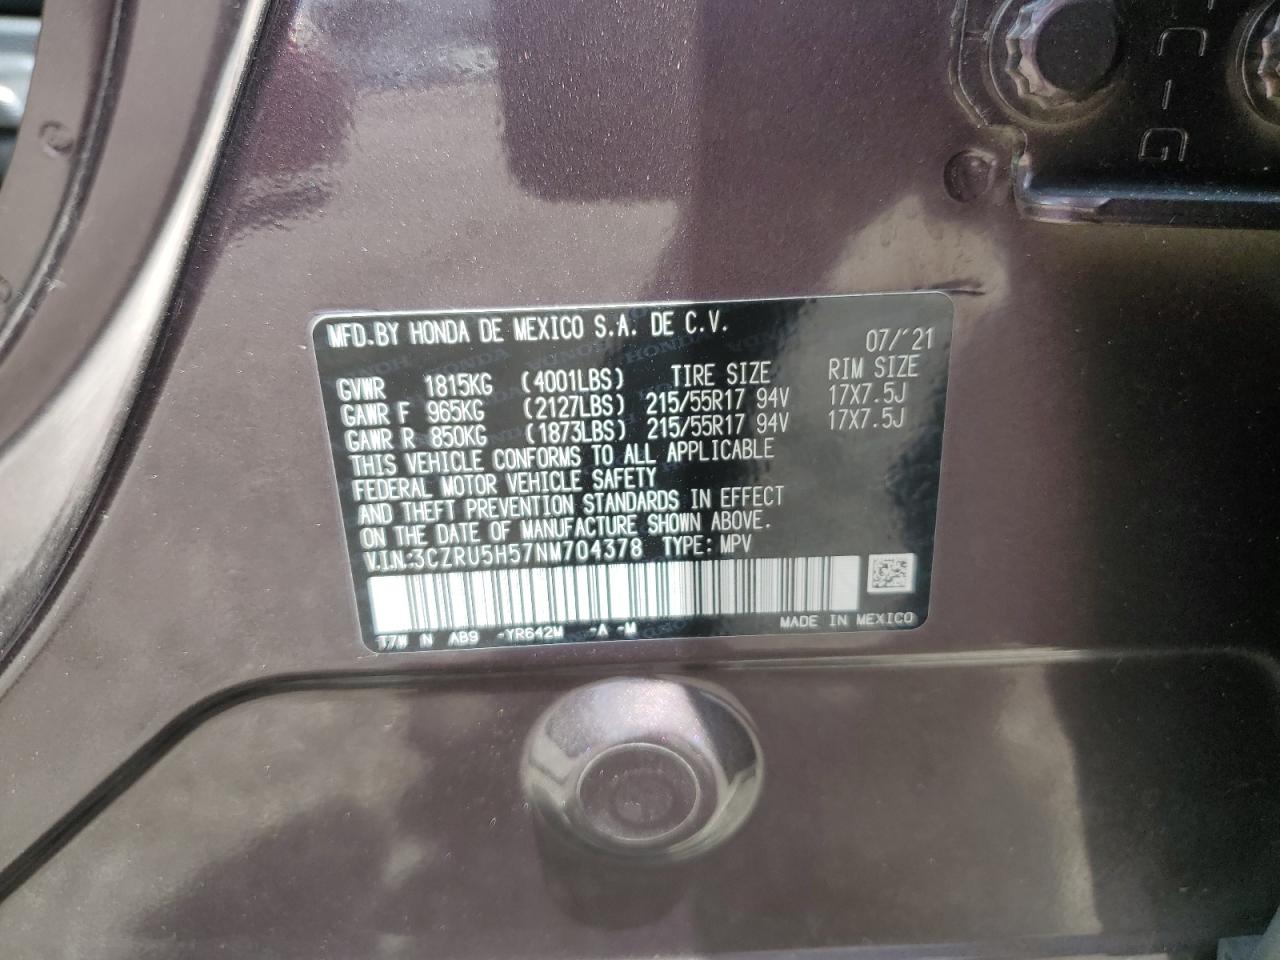 MFD.BY HONDA DE MEXICO S.A. DE C.V.
07/'21
GVWR 1815KG (4001LBS) TIRE SIZE RIM SIZE
GAWR F 965KG (2127LBS) 215/55R17 94V 17X7.5J
GAWR R 850KG (1873LBS) 215/55R17 94V 17X7.5J
THIS VEHICLE CONFORMS TO ALL APPLICABLE
FEDERAL MOTOR VEHICLE SAFETY
AND THEFT PREVENTION STANDARDS IN EFFECT
ON THE DATE OF MANUFACTURE SHOWN ABOVE.
V.I.N:3CZRU5H57NM704378 TYPE: MPV
MADE IN MEXICO
T7W N AB9 -YR642M -A -M